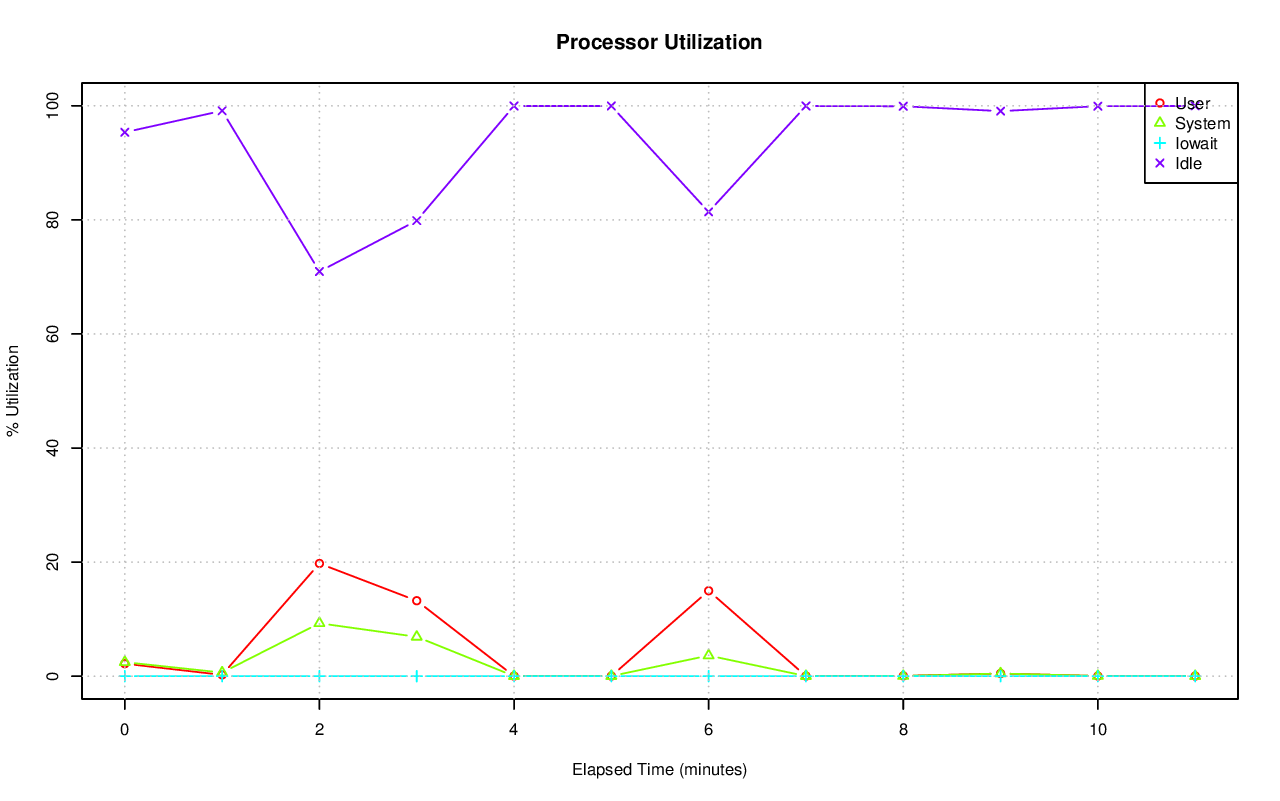 Processor Utilization
% Utilization
100
80
60
40
20
0
User
System
Iowait
Idle
0 2 4 6 8 10
Elapsed Time (minutes)